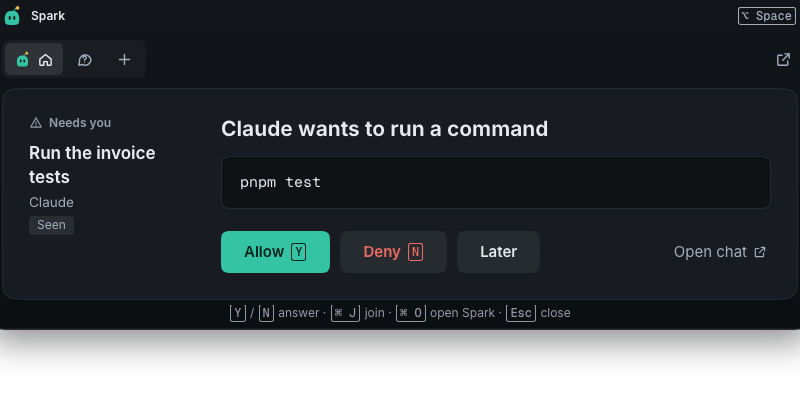 Spark
⌥ Space
Needs you
Run the invoice
tests
Claude
Seen
Claude wants to run a command
pnpm test
Allow Y
Deny N
Later
Open chat
Y / N answer · ⌘ J join · ⌘ O open Spark · Esc close